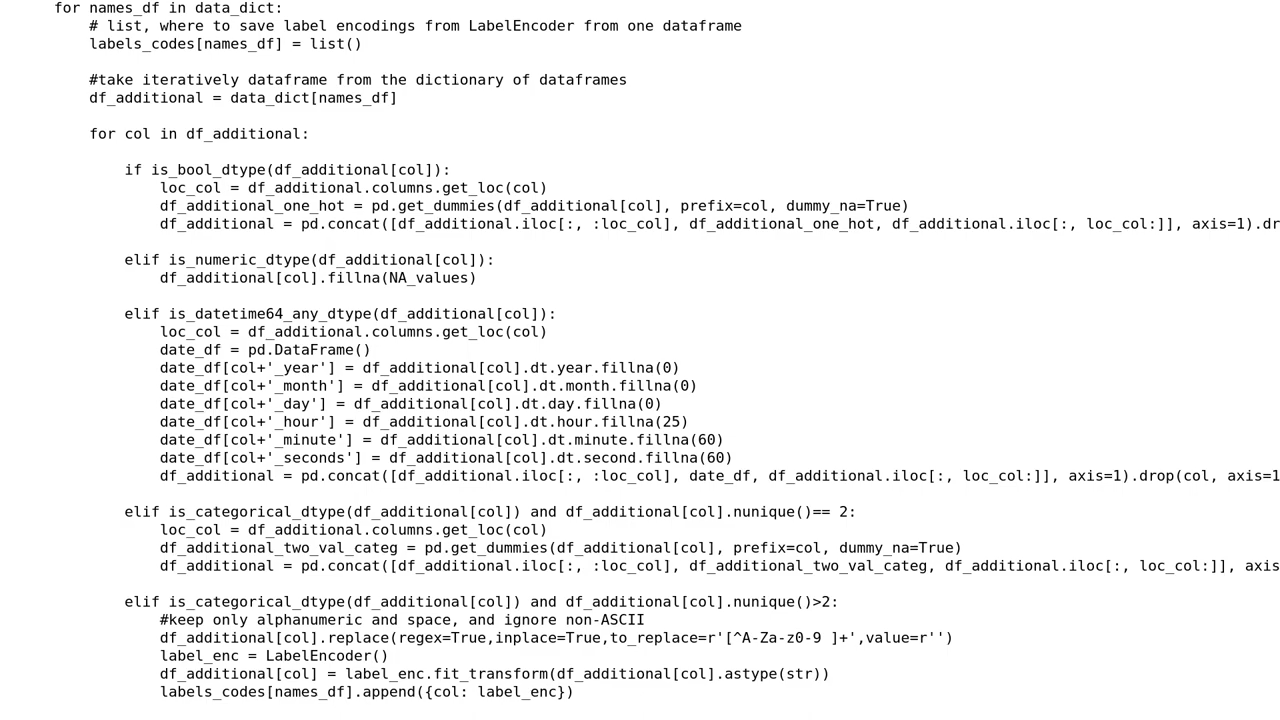 for names_df in data_dict:
    # list, where to save label encodings from LabelEncoder from one dataframe
    labels_codes[names_df] = list()

    #take iteratively dataframe from the dictionary of dataframes
    df_additional = data_dict[names_df]

    for col in df_additional:

        if is_bool_dtype(df_additional[col]):
            loc_col = df_additional.columns.get_loc(col)
            df_additional_one_hot = pd.get_dummies(df_additional[col], prefix=col, dummy_na=True)
            df_additional = pd.concat([df_additional.iloc[:, :loc_col], df_additional_one_hot, df_additional.iloc[:, loc_col:]], axis=1).dr

        elif is_numeric_dtype(df_additional[col]):
            df_additional[col].fillna(NA_values)

        elif is_datetime64_any_dtype(df_additional[col]):
            loc_col = df_additional.columns.get_loc(col)
            date_df = pd.DataFrame()
            date_df[col+'_year'] = df_additional[col].dt.year.fillna(0)
            date_df[col+'_month'] = df_additional[col].dt.month.fillna(0)
            date_df[col+'_day'] = df_additional[col].dt.day.fillna(0)
            date_df[col+'_hour'] = df_additional[col].dt.hour.fillna(25)
            date_df[col+'_minute'] = df_additional[col].dt.minute.fillna(60)
            date_df[col+'_seconds'] = df_additional[col].dt.second.fillna(60)
            df_additional = pd.concat([df_additional.iloc[:, :loc_col], date_df, df_additional.iloc[:, loc_col:]], axis=1).drop(col, axis=1

        elif is_categorical_dtype(df_additional[col]) and df_additional[col].nunique()== 2:
            loc_col = df_additional.columns.get_loc(col)
            df_additional_two_val_categ = pd.get_dummies(df_additional[col], prefix=col, dummy_na=True)
            df_additional = pd.concat([df_additional.iloc[:, :loc_col], df_additional_two_val_categ, df_additional.iloc[:, loc_col:]], axis

        elif is_categorical_dtype(df_additional[col]) and df_additional[col].nunique()>2:
            #keep only alphanumeric and space, and ignore non-ASCII
            df_additional[col].replace(regex=True,inplace=True,to_replace=r'[^A-Za-z0-9 ]+',value=r'')
            label_enc = LabelEncoder()
            df_additional[col] = label_enc.fit_transform(df_additional[col].astype(str))
            labels_codes[names_df].append({col: label_enc})